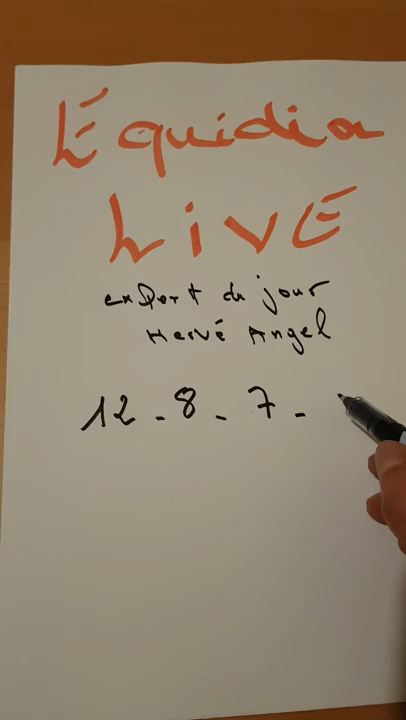 Équidia
LiVE
expert du jour
Hervé Angel
12 - 8 - 7 -